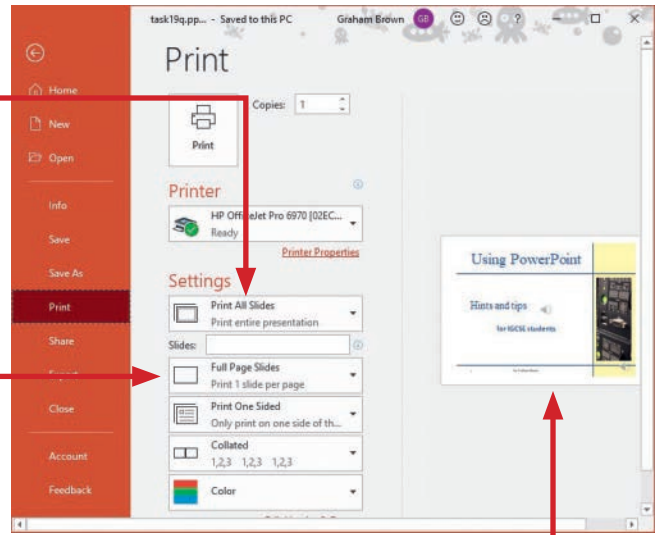 task19q.pp... - Saved to this PC
Graham Brown
GB
?
Print
Home
New
Open
Info
Save
Save As
Print
Share
Export
Close
Account
Feedback
Print
Copies: 1
Printer
HP OfficeJet Pro 6970 [02EC...
Ready
Printer Properties
Settings
Print All Slides
Print entire presentation
Slides:
Full Page Slides
Print 1 slide per page
Print One Sided
Only print on one side of th...
Collated
1,2,3 1,2,3 1,2,3
Color
Using PowerPoint
Hints and tips
for IGCSE students